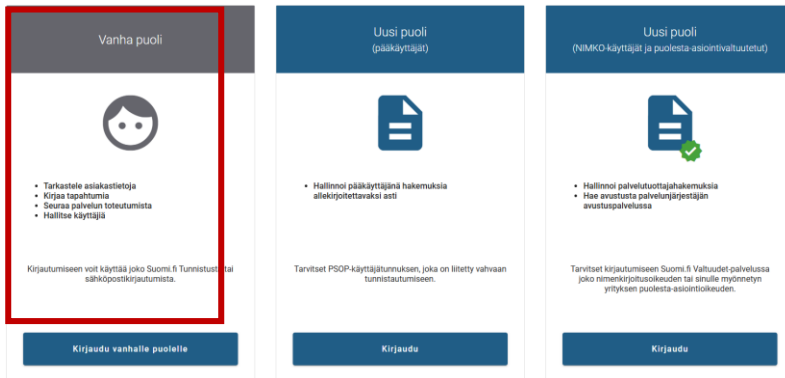 Vanha puoli
• Tarkastele asiakastietoja
• Kirjaa tapahtumia
• Seuraa palvelun toteutumista
• Hallitse käyttäjiä
Kirjautumiseen voit käyttää joko Suomi.fi Tunnistusta tai
sähköpostikirjautumista.
Kirjaudu vanhalle puolelle
Uusi puoli
(pääkäyttäjät)
• Hallinnoi pääkäyttäjänä hakemuksia
allekirjoitettavaksi asti
Tarvitset PSOP-käyttäjätunnuksen, joka on liitetty vahvaan
tunnistautumiseen.
Kirjaudu
Uusi puoli
(NIMKO-käyttäjät ja puolesta-asiointivaltuutetut)
• Hallinnoi palvelutuottajahakemuksia
• Hae avustusta palvelunjärjestäjän
avustuspalvelussa
Tarvitset kirjautumiseen Suomi.fi Valtuudet-palvelussa
joko nimenkirjoitusoikeuden tai sinulle myönnetyn
yrityksen puolesta-asiointioikeuden.
Kirjaudu